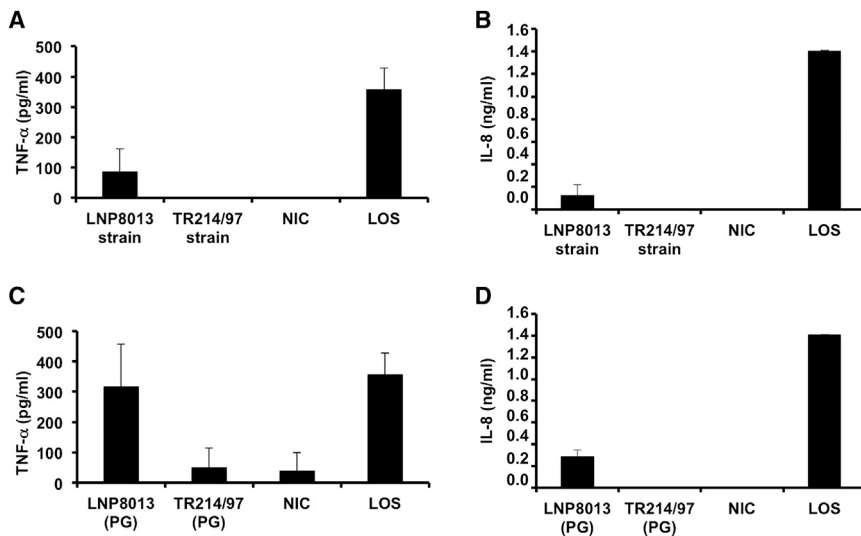 A
TNF-α (pg/ml)
500
400
300
200
100
0
LNP8013
strain
TR214/97
strain
NIC
LOS
B
IL-8 (ng/ml)
1.6
1.4
1.2
1.6
0.8
0.6
0.4
0.2
0.0
LNP8013
strain
TR214/97
strain
NIC
LOS
C
TNF-α (pg/ml)
500
400
300
200
100
0
LNP8013
(PG)
TR214/97
(PG)
NIC
LOS
D
IL-8 (ng/ml)
1.6
1.4
1.2
1.6
0.8
0.6
0.4
0.2
0.0
LNP8013
(PG)
TR214/97
(PG)
NIC
LOS